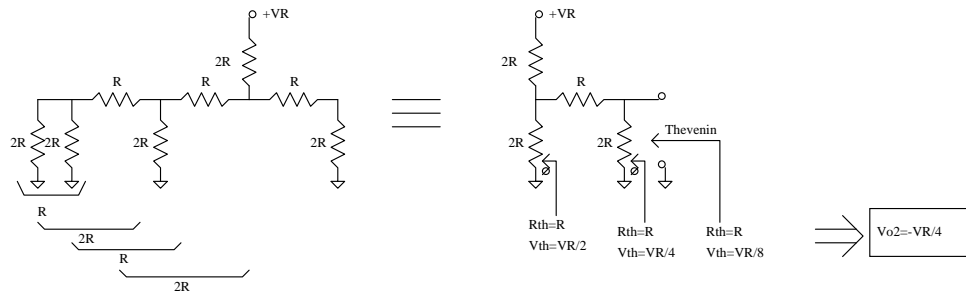 +VR
2R
R
R
R
2R
2R
2R
2R
R
2R
R
2R
+VR
2R
R
2R
2R
Thevenin
Rth=R
Vth=VR/2
Rth=R
Vth=VR/4
Rth=R
Vth=VR/8
Vo2=-VR/4